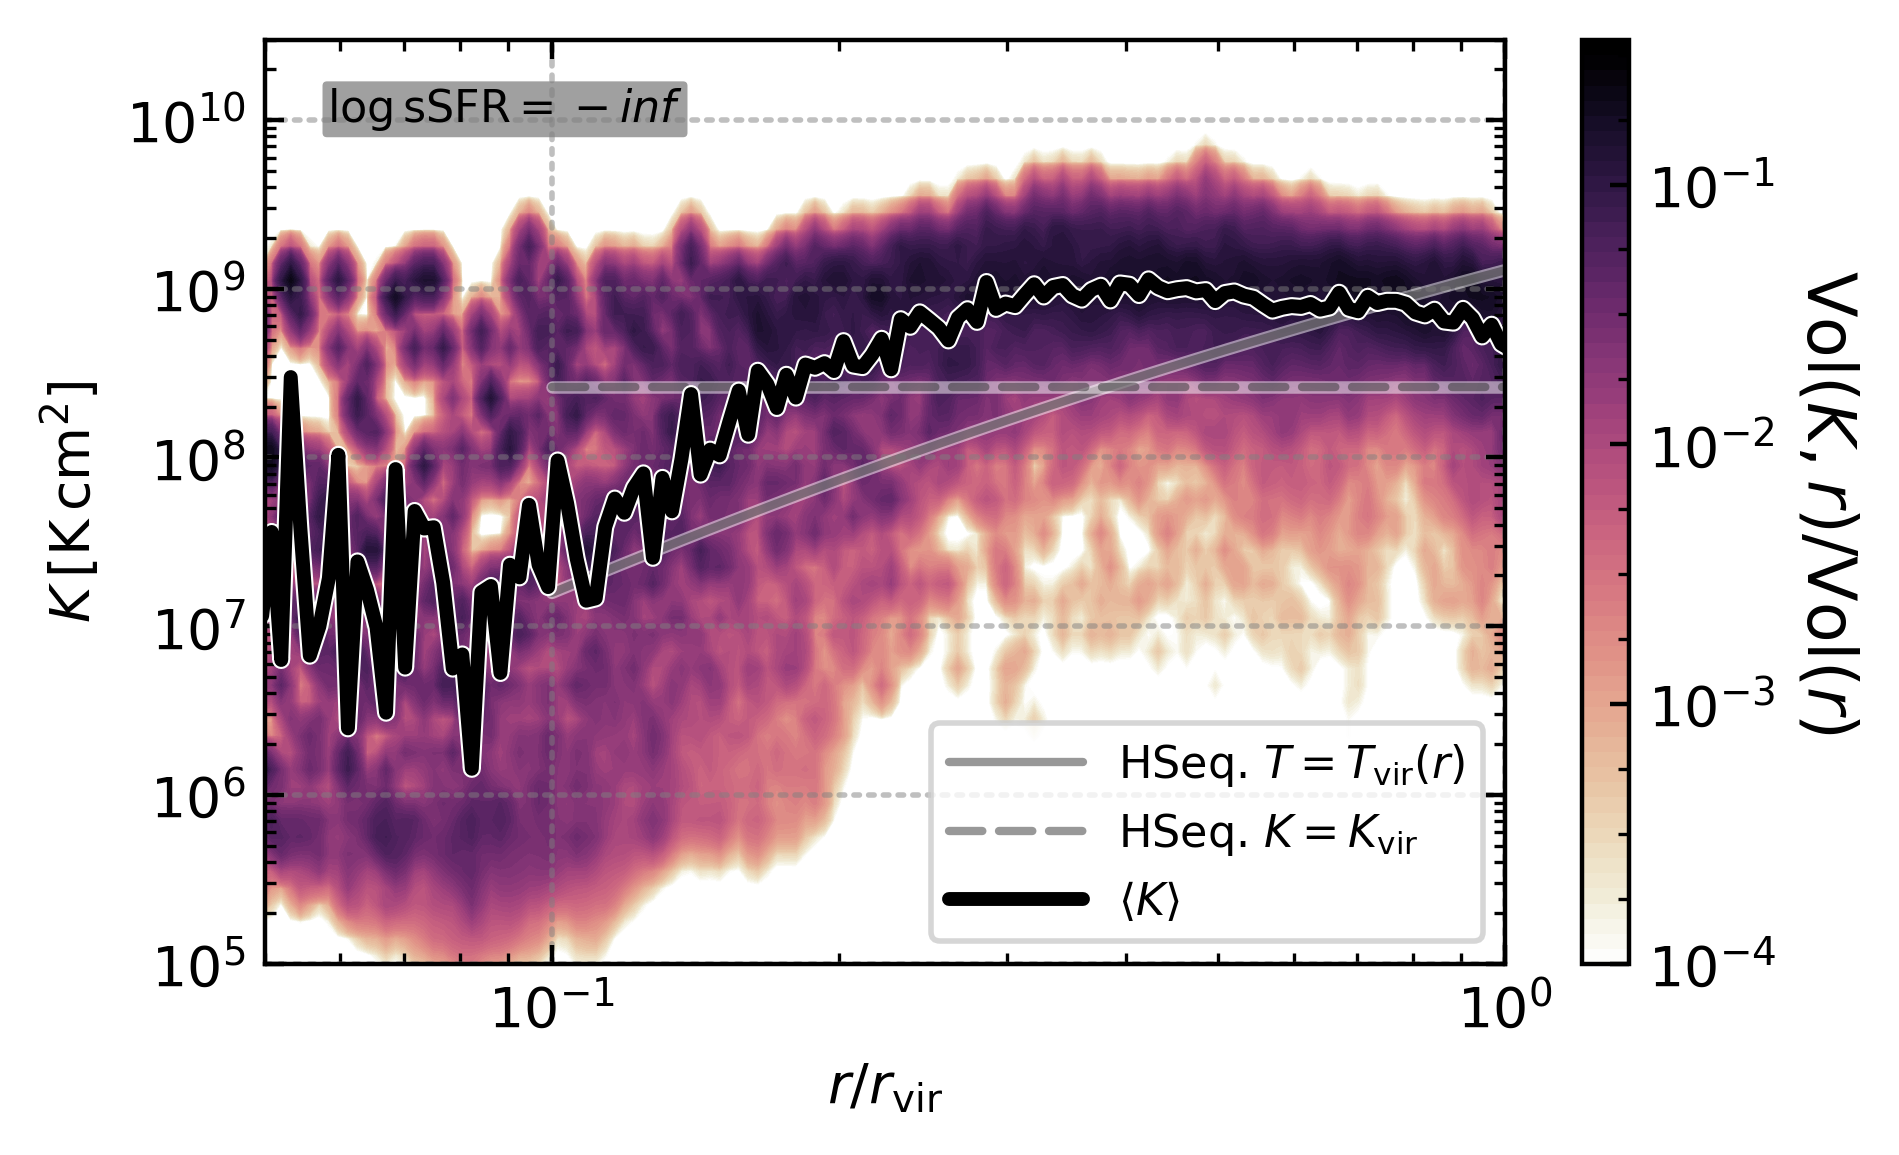 log sSFR = −inf
10^10
10^9
10^8
10^7
10^6
10^5
K [K cm^2]
10^-1
10^0
r/r_vir
HSeq. T = T_vir(r)
HSeq. K = K_vir
⟨K⟩
10^-1
10^-2
10^-3
10^-4
Vol(K, r)/Vol(r)